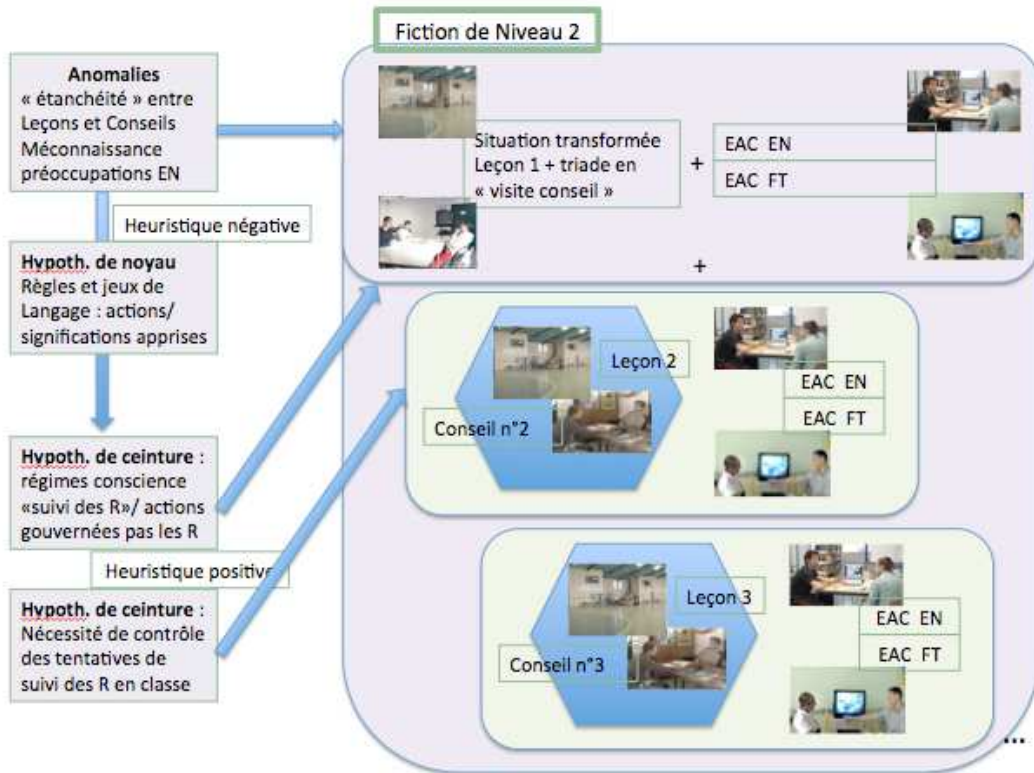 Fiction de Niveau 2
Anomalies
« étanchéité » entre
Leçons et Conseils
Méconnaissance
préoccupations EN
Heuristique négative
Hypoth. de noyau
Règles et jeux de
Langage : actions/
significations apprises
Hypoth. de ceinture :
régimes conscience
«suivi des R»/ actions
gouvernées pas les R
Heuristique positive
Hypoth. de ceinture :
Nécessité de contrôle
des tentatives de
suivi des R en classe
Situation transformée
Leçon 1 + triade en
« visite conseil »
+
EAC EN
EAC FT
+
Leçon 2
Conseil n°2
EAC EN
EAC FT
Leçon 3
Conseil n°3
EAC EN
EAC FT
...